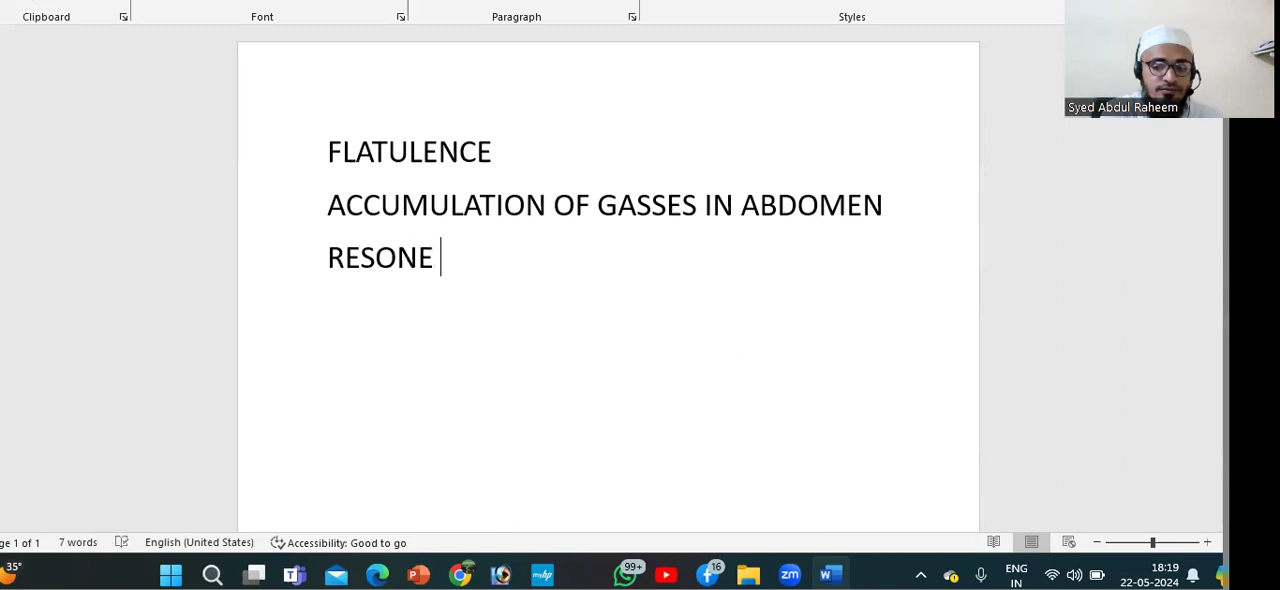 Clipboard
Font
Paragraph
Styles
Syed Abdul Raheem
FLATULENCE
ACCUMULATION OF GASSES IN ABDOMEN
RESONE
ge 1 of 1
7 words
English (United States)
Accessibility: Good to go
35°
99+
16
zm
ENG
IN
18:19
22-05-2024